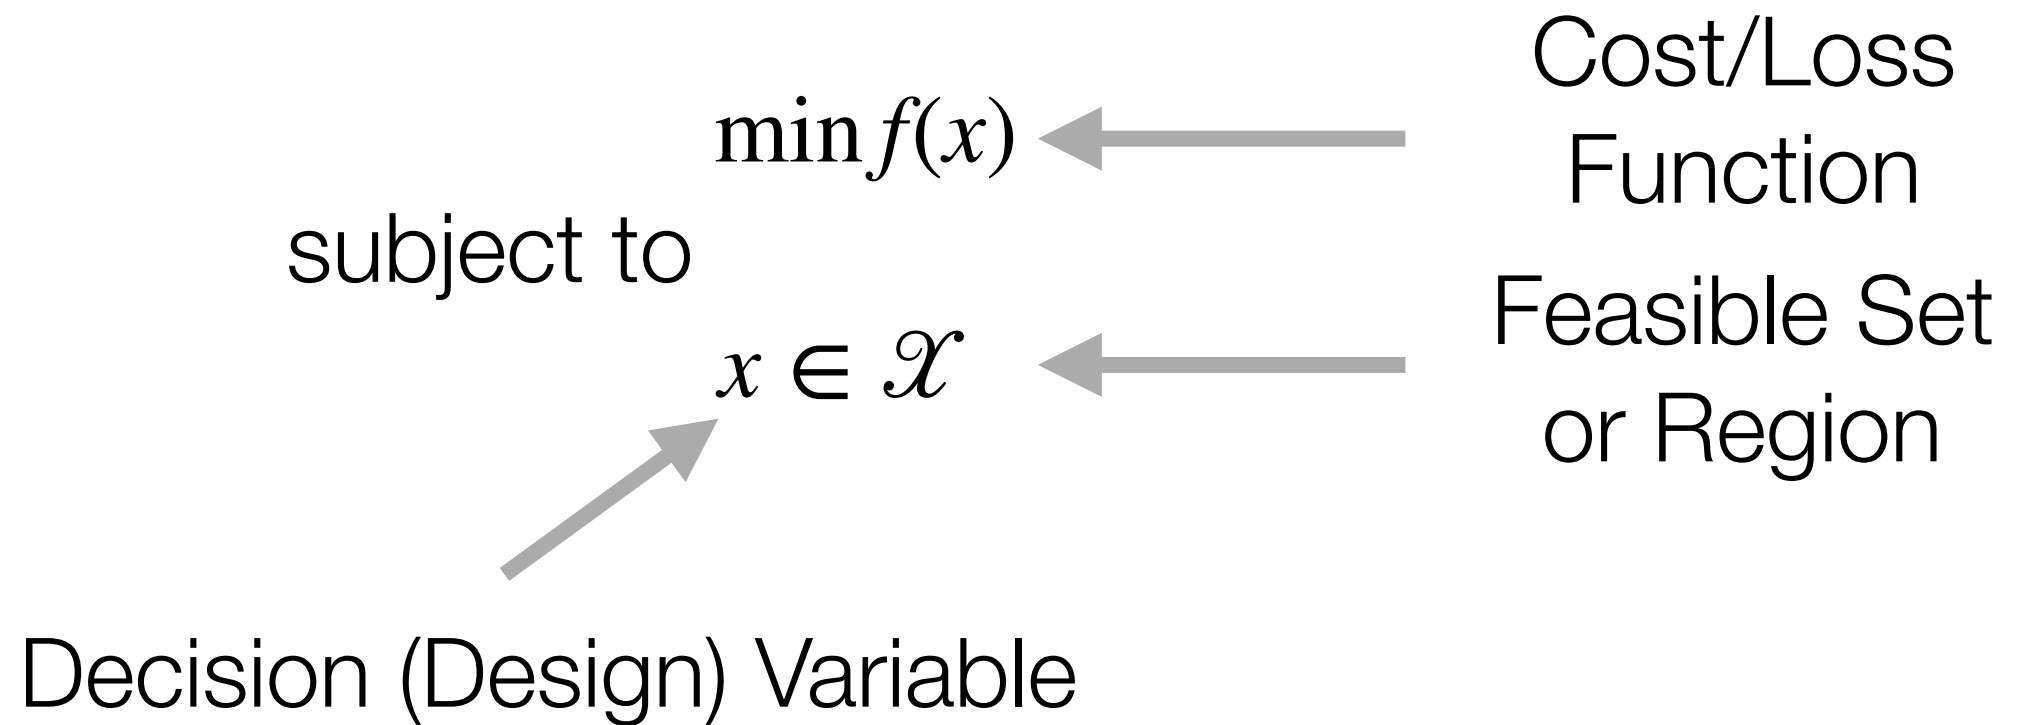 min f(x)
Cost/Loss
Function
subject to
x ∈ 𝒳
Feasible Set
or Region
Decision (Design) Variable